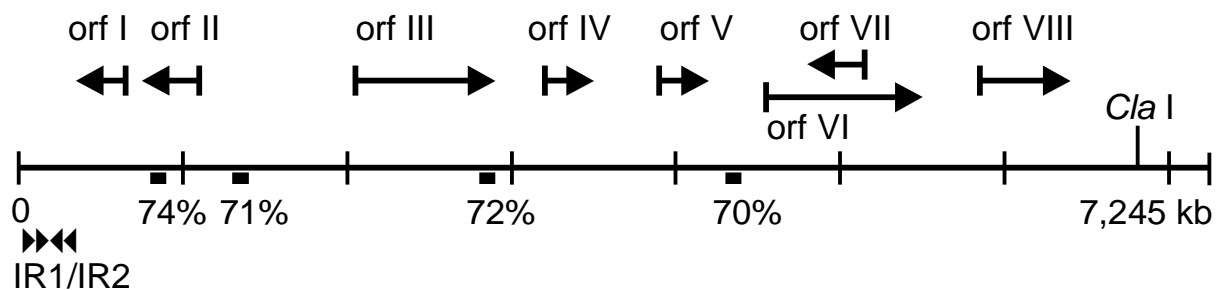 orf I orf II orf III orf IV orf V orf VII orf VIII
Cla I
orf VI
0 74% 71% 72% 70% 7,245 kb
IR1/IR2